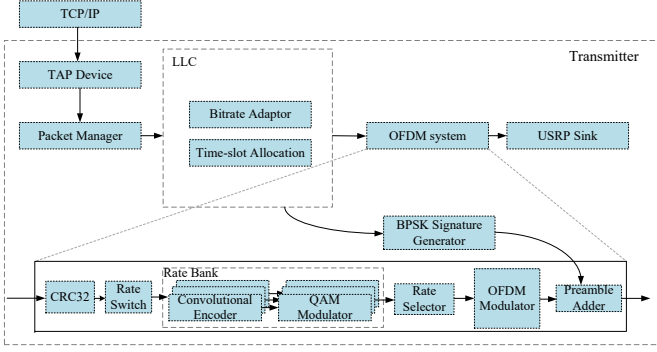 TCP/IP
Transmitter
LLC
TAP Device
Bitrate Adaptor
Packet Manager
OFDM system
USRP Sink
Time-slot Allocation
BPSK Signature
Generator
Rate Bank
CRC32
Rate
Switch
Convolutional
Encoder
QAM
Modulator
Rate
Selector
OFDM
Modulator
Preamble
Adder